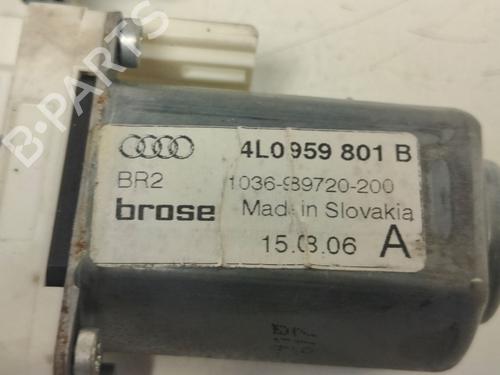 B-PARTS
4L0 959 801 B
BR2 1036-989720-200
brose Made in Slovakia
15.03.06 A